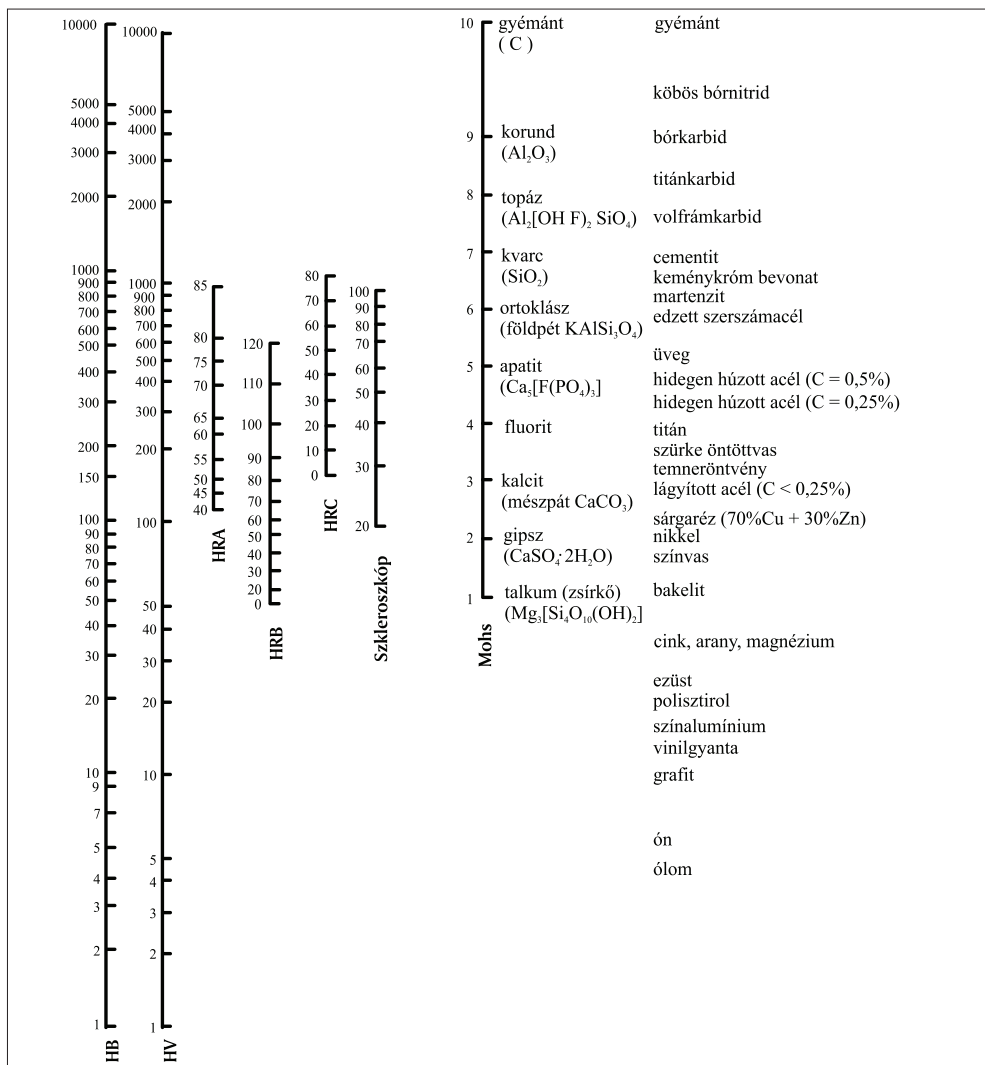 10000
5000
4000
3000
2000
1000
900
800
700
600
500
400
300
200
150
100
90
80
70
60
50
40
30
20
10
9
7
5
4
3
2
1
HB
10000
5000
4000
3000
2000
1000
900
800
700
600
500
400
300
200
100
50
40
30
20
10
5
4
3
2
1
HV
85
80
75
70
65
60
55
50
45
40
HRA
120
110
100
90
80
70
60
50
40
30
20
0
HRB
80
70
60
50
40
30
20
10
0
HRC
100
90
80
70
60
50
40
30
20
Szkleroszkóp
10
9
8
7
6
5
4
3
2
1
Mohs
gyémánt
( C )
korund
(Al₂O₃)
topáz
(Al₂[OH F)₂ SiO₄)
kvarc
(SiO₂)
ortoklász
(földpét KAlSi₃O₄)
apatit
(Ca₅[F(PO₄)₃]
fluorit
kalcit
(mészpát CaCO₃)
gipsz
(CaSO₄·2H₂O)
talkum (zsírkő)
(Mg₃[Si₄O₁₀(OH)₂]
gyémánt
köbös bórnitrid
bórkarbid
titánkarbid
volfrámkarbid
cementit
keménykróm bevonat
martenzit
edzett szerszámacél
üveg
hidegen húzott acél (C = 0,5%)
hidegen húzott acél (C = 0,25%)
titán
szürke öntöttvas
temneröntvény
lágyított acél (C < 0,25%)
sárgaréz (70%Cu + 30%Zn)
nikkel
színvas
bakelit
cink, arany, magnézium
ezüst
polisztirol
színalumínium
vinilgyanta
grafit
ón
ólom